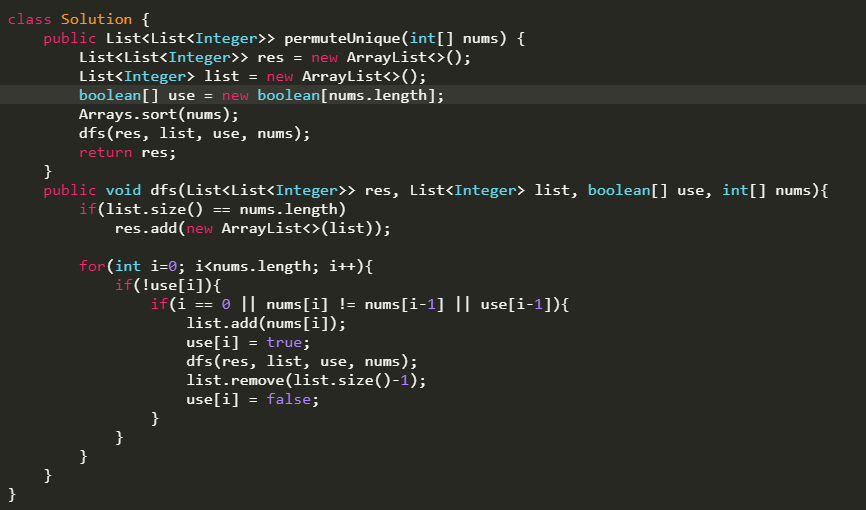 class Solution {
    public List<List<Integer>> permuteUnique(int[] nums) {
        List<List<Integer>> res = new ArrayList<>();
        List<Integer> list = new ArrayList<>();
        boolean[] use = new boolean[nums.length];
        Arrays.sort(nums);
        dfs(res, list, use, nums);
        return res;
    }
    public void dfs(List<List<Integer>> res, List<Integer> list, boolean[] use, int[] nums){
        if(list.size() == nums.length)
            res.add(new ArrayList<>(list));

        for(int i=0; i<nums.length; i++){
            if(!use[i]){
                if(i == 0 || nums[i] != nums[i-1] || use[i-1]){
                    list.add(nums[i]);
                    use[i] = true;
                    dfs(res, list, use, nums);
                    list.remove(list.size()-1);
                    use[i] = false;
                }
            }
        }
    }
}